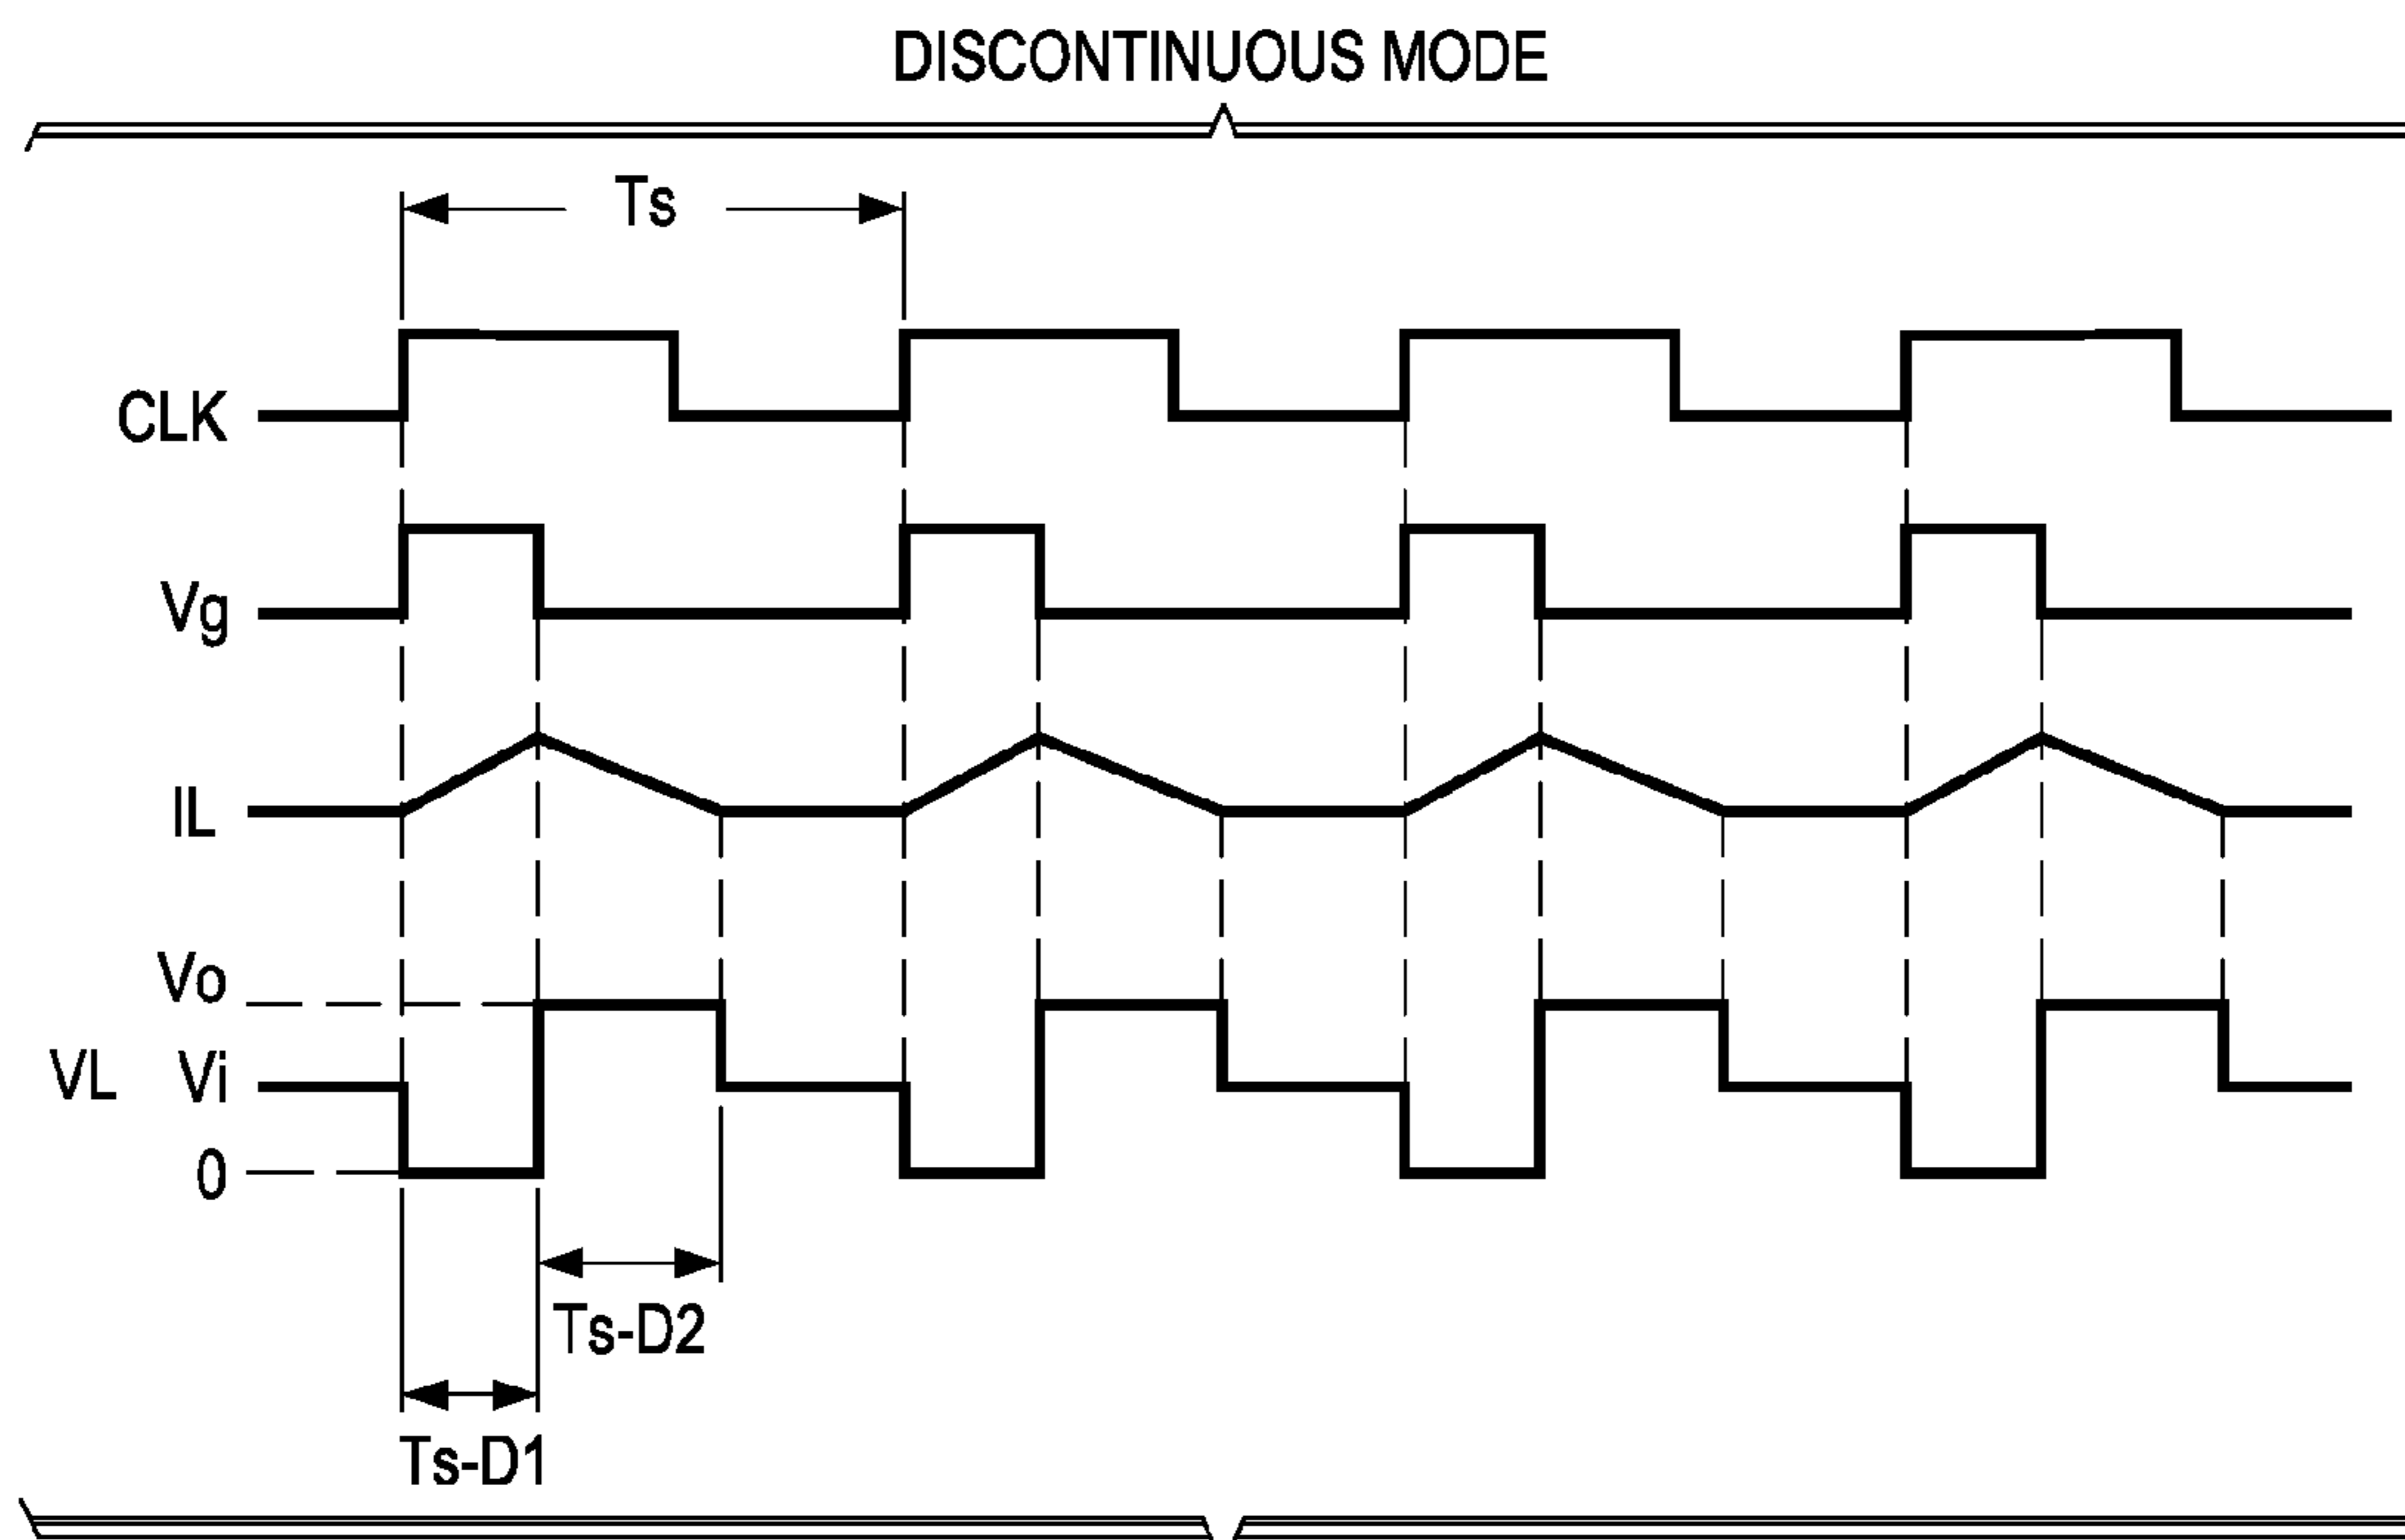 DISCONTINUOUS MODE
Ts
CLK
Vg
IL
Vo
VL Vi
0
Ts-D2
Ts-D1